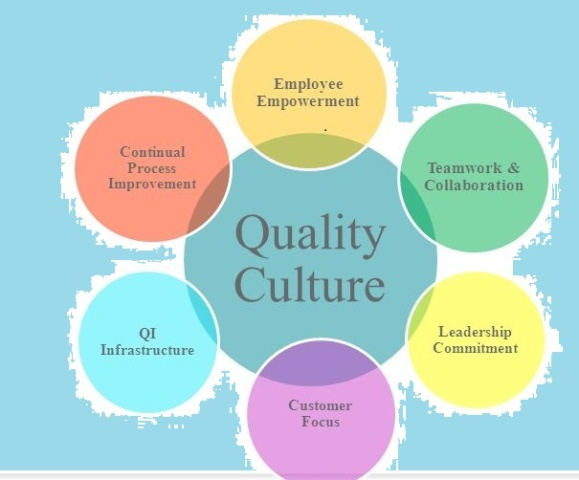 Employee
Empowerment
.
Teamwork &
Collaboration
Leadership
Commitment
Customer
Focus
QI
Infrastructure
Continual
Process
Improvement
Quality
Culture